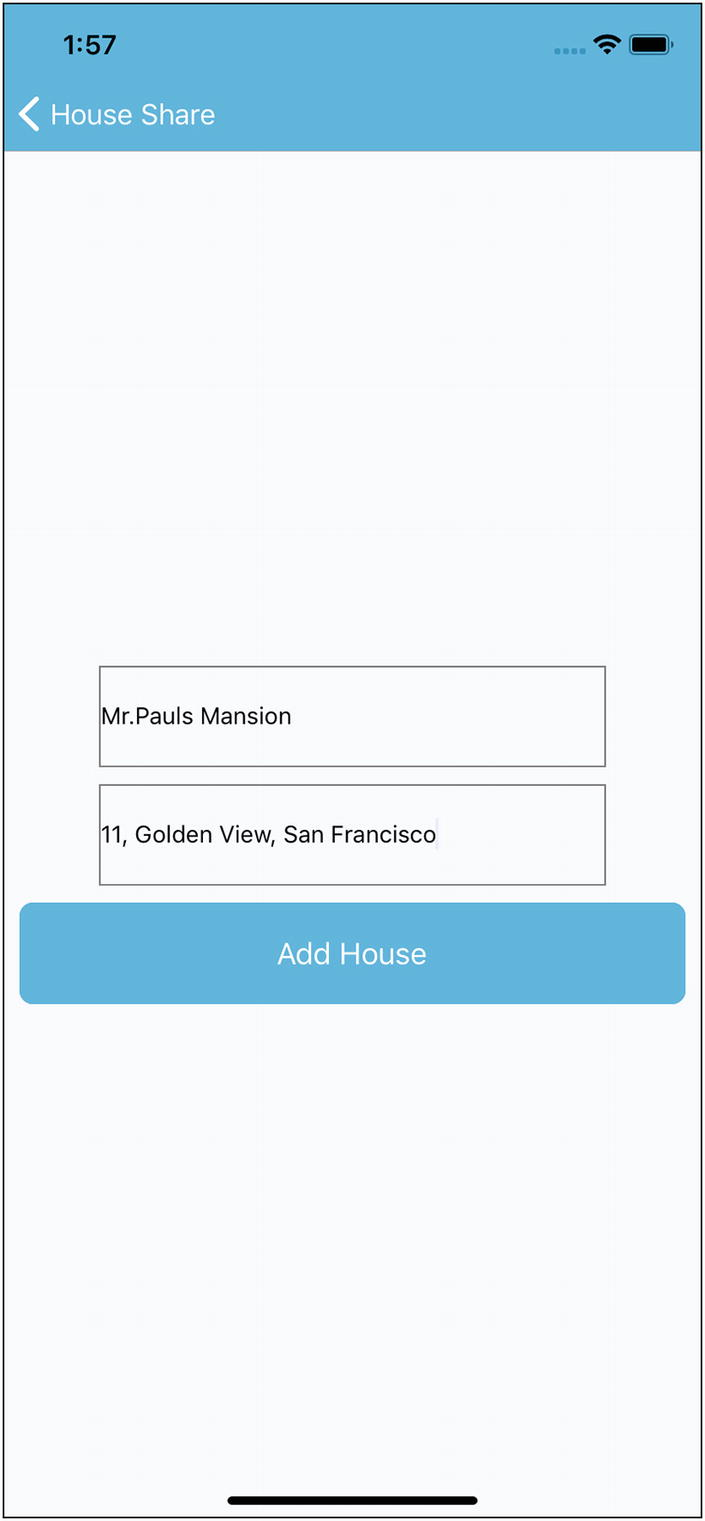 1:57
House Share
Mr.Pauls Mansion
11, Golden View, San Francisco
Add House